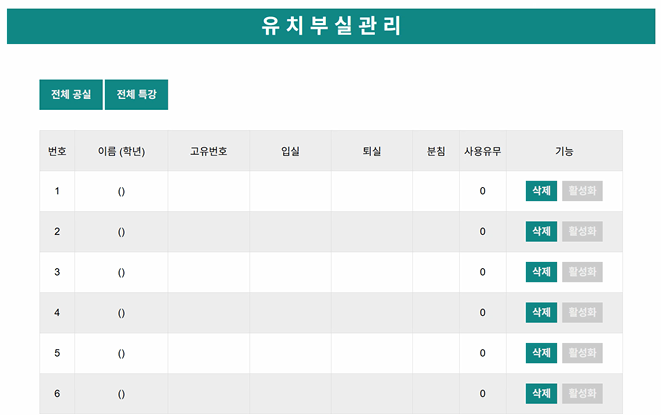 유치부실관리
전체 공실 전체 특강
번호 이름 (학년) 고유번호 입실 퇴실 분침 사용유무 기능
1 () 0 삭제 활성화
2 () 0 삭제 활성화
3 () 0 삭제 활성화
4 () 0 삭제 활성화
5 () 0 삭제 활성화
6 () 0 삭제 활성화